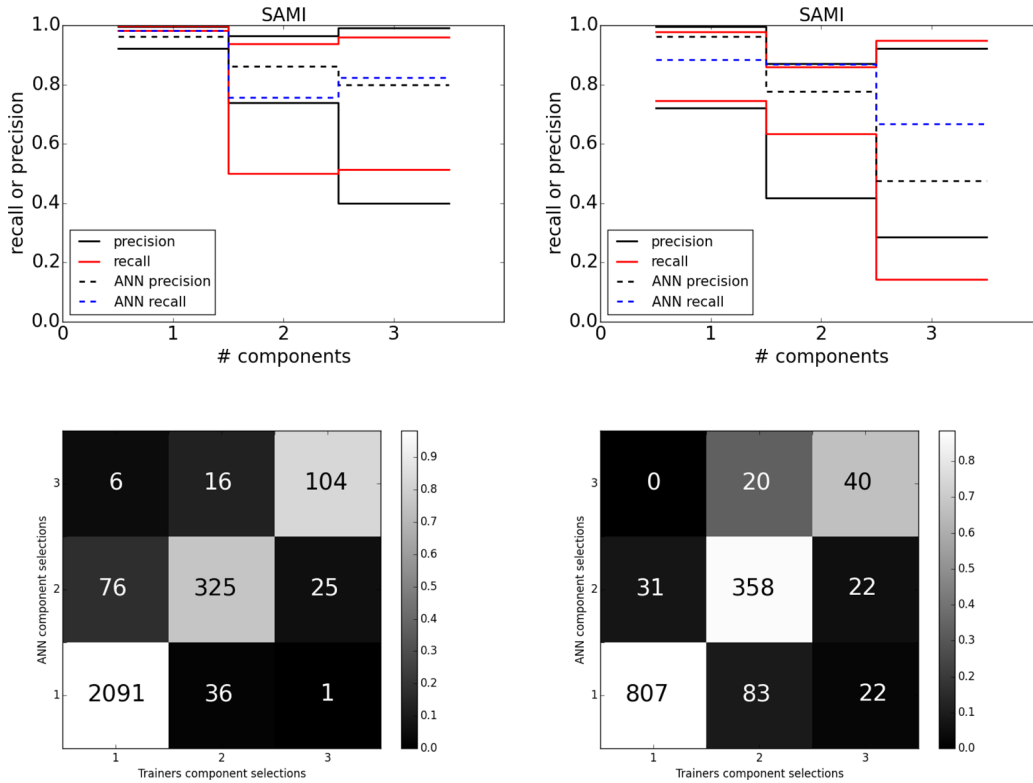 SAMI
1.0
0.8
0.6
0.4
0.2
0.0
recall or precision
precision
recall
ANN precision
ANN recall
0 1 2 3
# components
SAMI
1.0
0.8
0.6
0.4
0.2
0.0
recall or precision
precision
recall
ANN precision
ANN recall
0 1 2 3
# components
ANN component selections
3 6 16 104
2 76 325 25
1 2091 36 1
1 2 3
Trainers component selections
0.9
0.8
0.7
0.6
0.5
0.4
0.3
0.2
0.1
0.0
ANN component selections
3 0 20 40
2 31 358 22
1 807 83 22
1 2 3
Trainers component selections
0.8
0.7
0.6
0.5
0.4
0.3
0.2
0.1
0.0